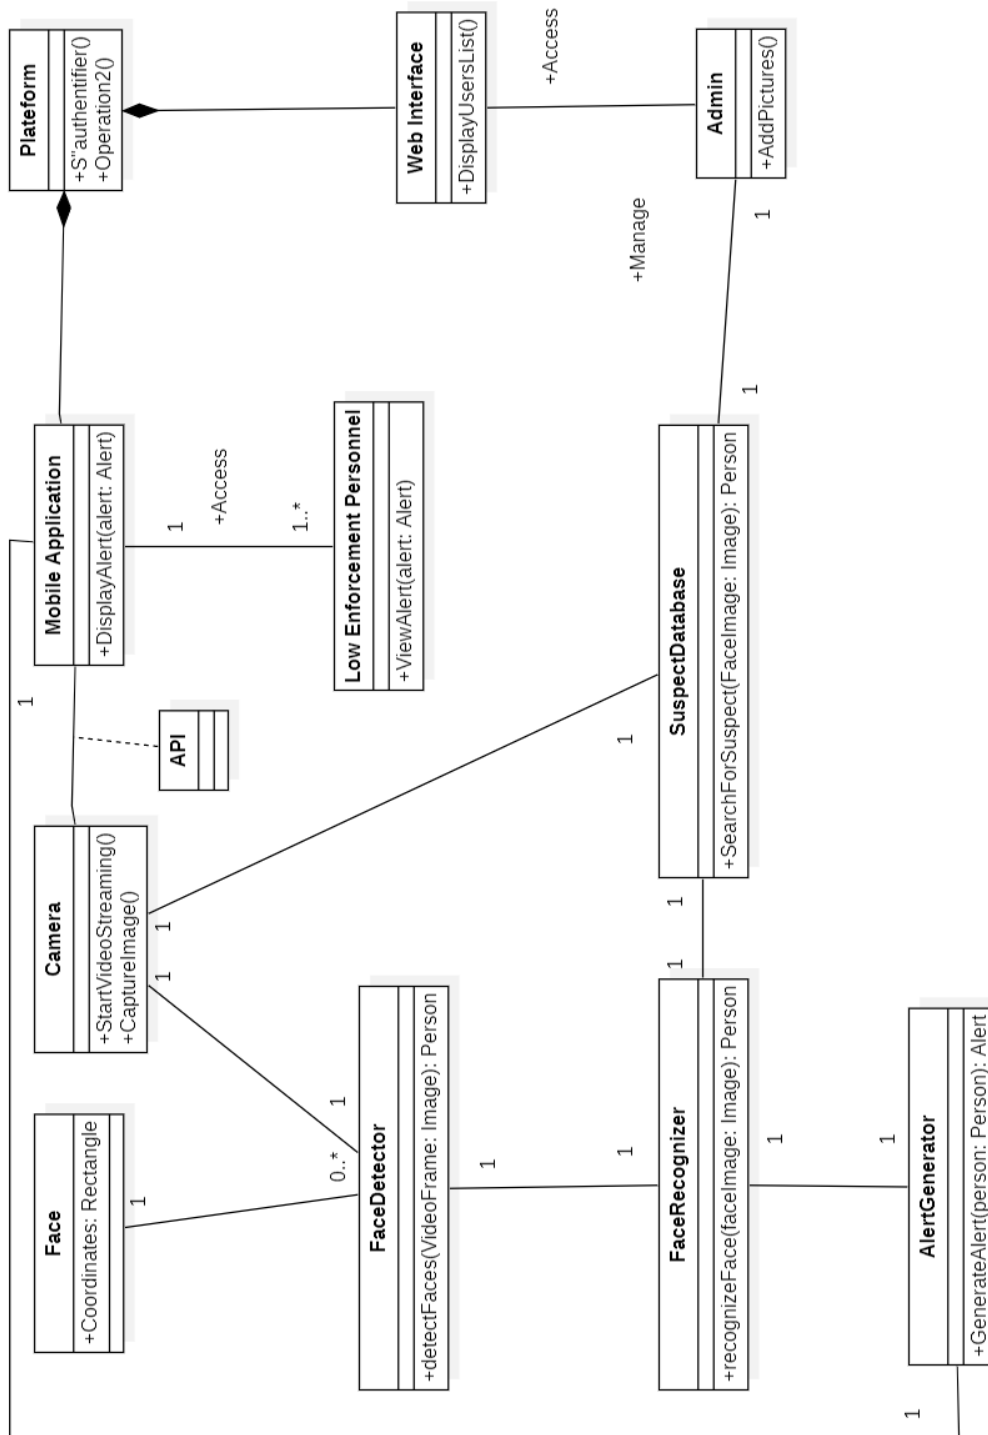 Face
+Coordinates: Rectangle
1
Camera
+StartVideoStreaming()
+CaptureImage()
1
1
1
Mobile Application
+DisplayAlert(alert: Alert)
Plateform
+S"authentifier()
+Operation2()
API
1
+Access
1..*
Low Enforcement Personnel
+ViewAlert(alert: Alert)
0..*
1
FaceDetector
+detectFaces(VideoFrame: Image): Person
1
Web Interface
+DisplayUsersList()
+Access
1
1
+Manage
FaceRecognizer
+recognizeFace(faceImage: Image): Person
1
1
SuspectDatabase
+SearchForSuspect(FaceImage: Image): Person
1
Admin
+AddPictures()
1
1
1
1
AlertGenerator
+GenerateAlert(person: Person): Alert